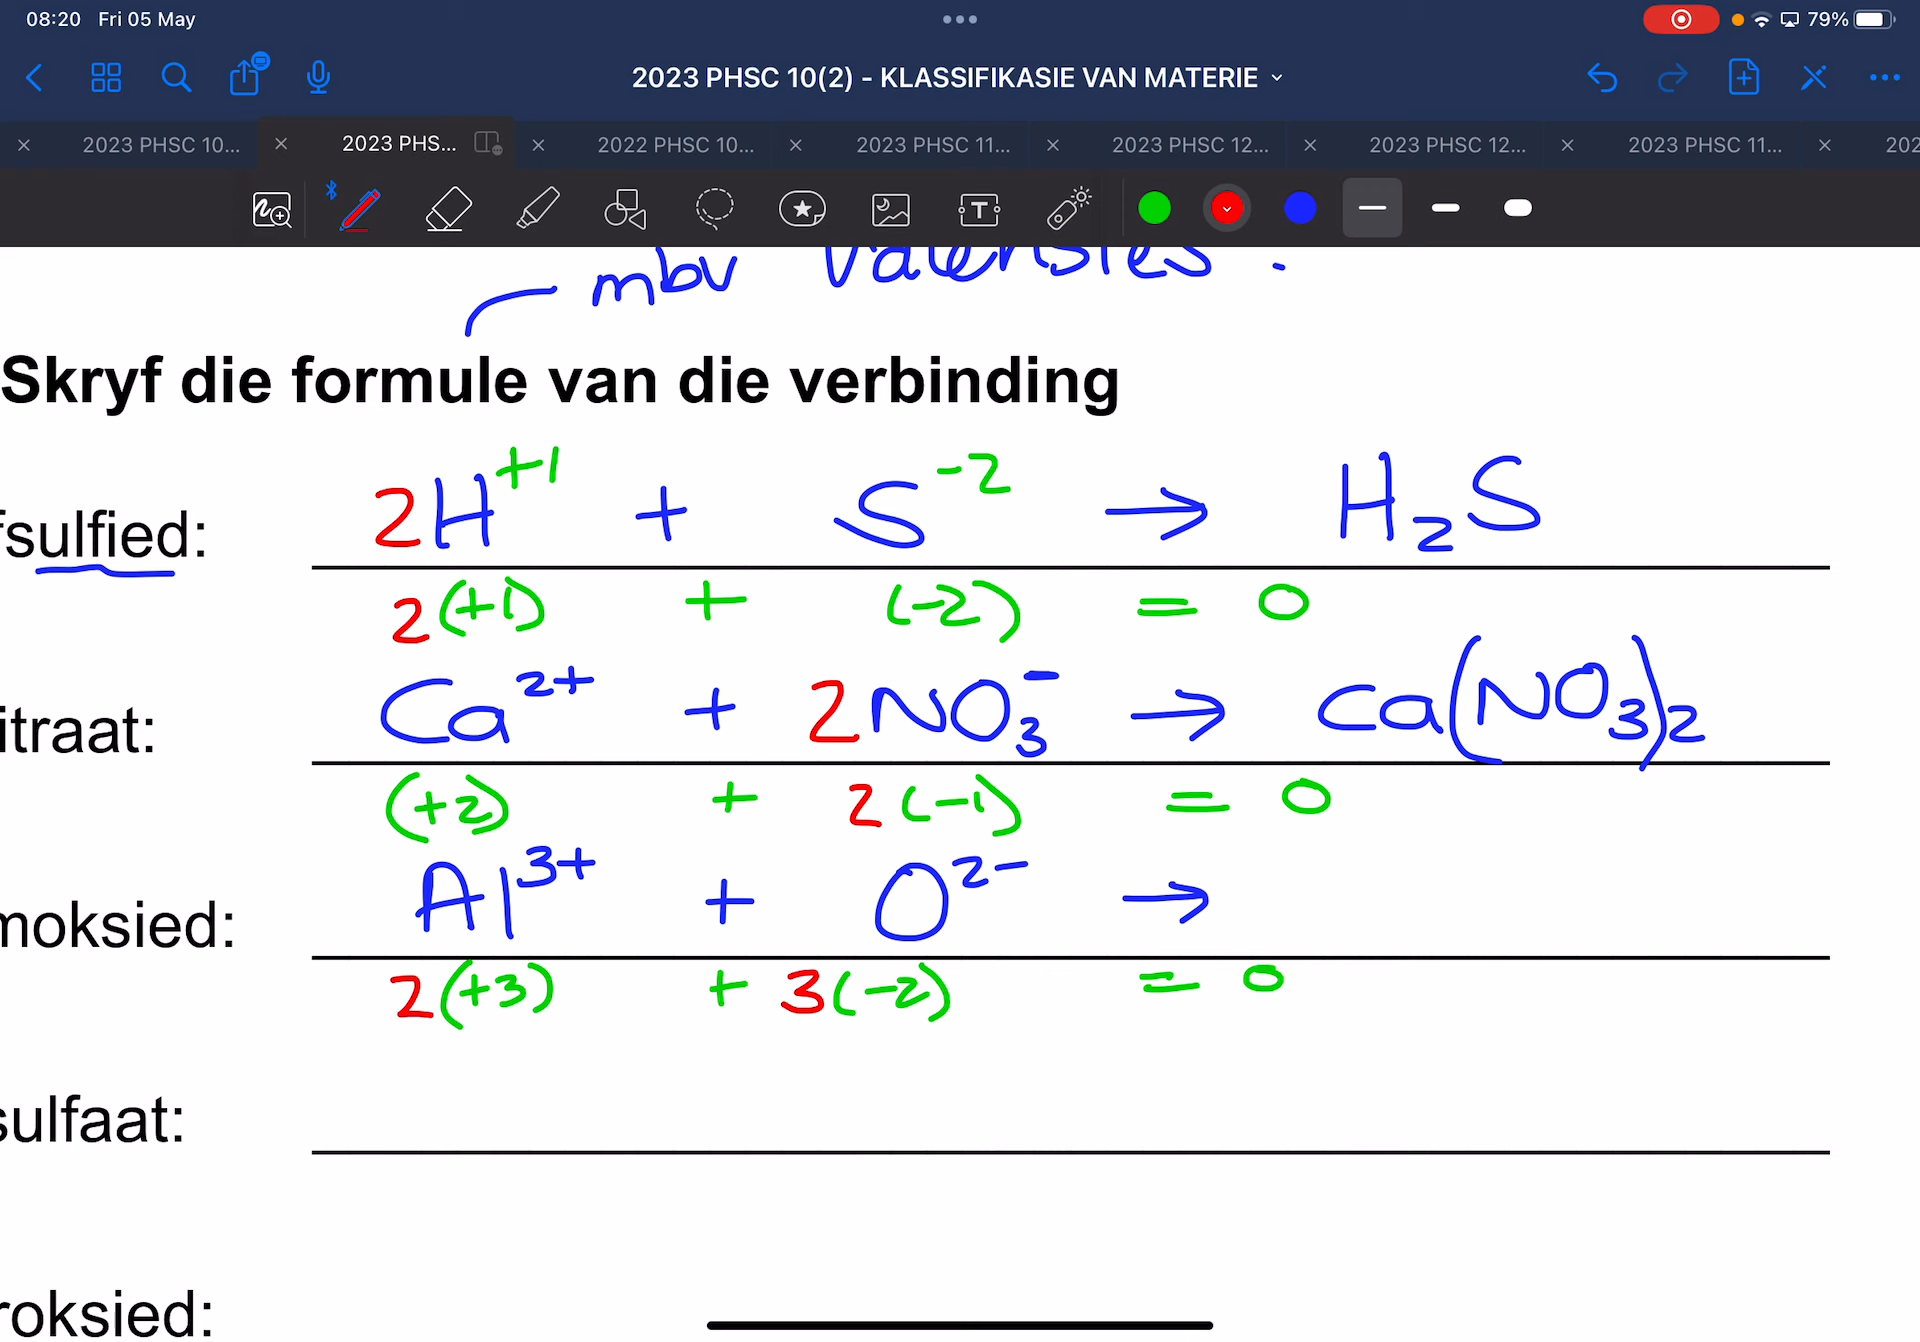 08:20 Fri 05 May 79%
2023 PHSC 10(2) - KLASSIFIKASIE VAN MATERIE
2023 PHSC 10... 2023 PHS... 2022 PHSC 10... 2023 PHSC 11... 2023 PHSC 12... 2023 PHSC 12... 2023 PHSC 11... 202
mbv Valensies.
Skryf die formule van die verbinding
fsulfied: 2H⁺¹ + S⁻² → H₂S
2(+1) + (-2) = 0
itraat: Ca²⁺ + 2NO₃⁻ → Ca(NO₃)₂
(+2) + 2(-1) = 0
moksied: Al³⁺ + O²⁻ →
2(+3) + 3(-2) = 0
sulfaat:
roksied: